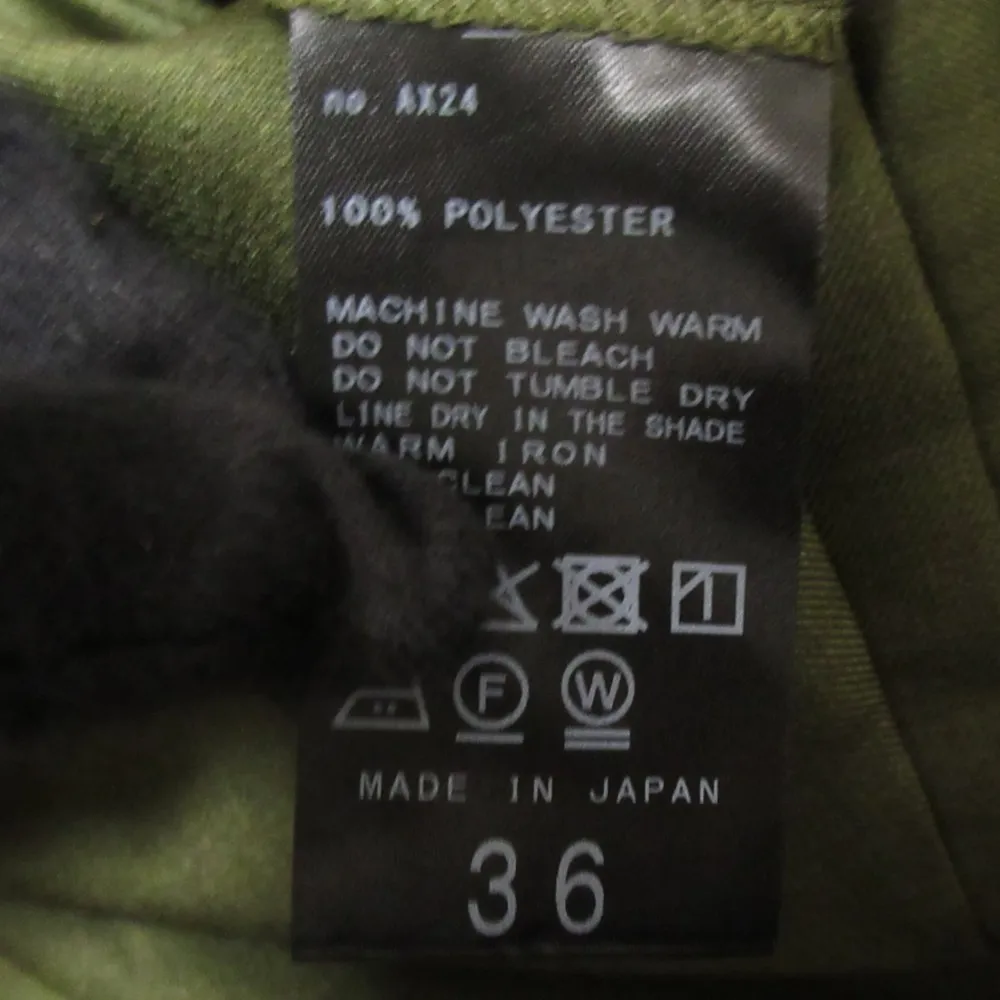 no. AX24
100% POLYESTER
MACHINE WASH WARM
DO NOT BLEACH
DO NOT TUMBLE DRY
LINE DRY IN THE SHADE
WARM IRON
CLEAN
EAN
F W
MADE IN JAPAN
36